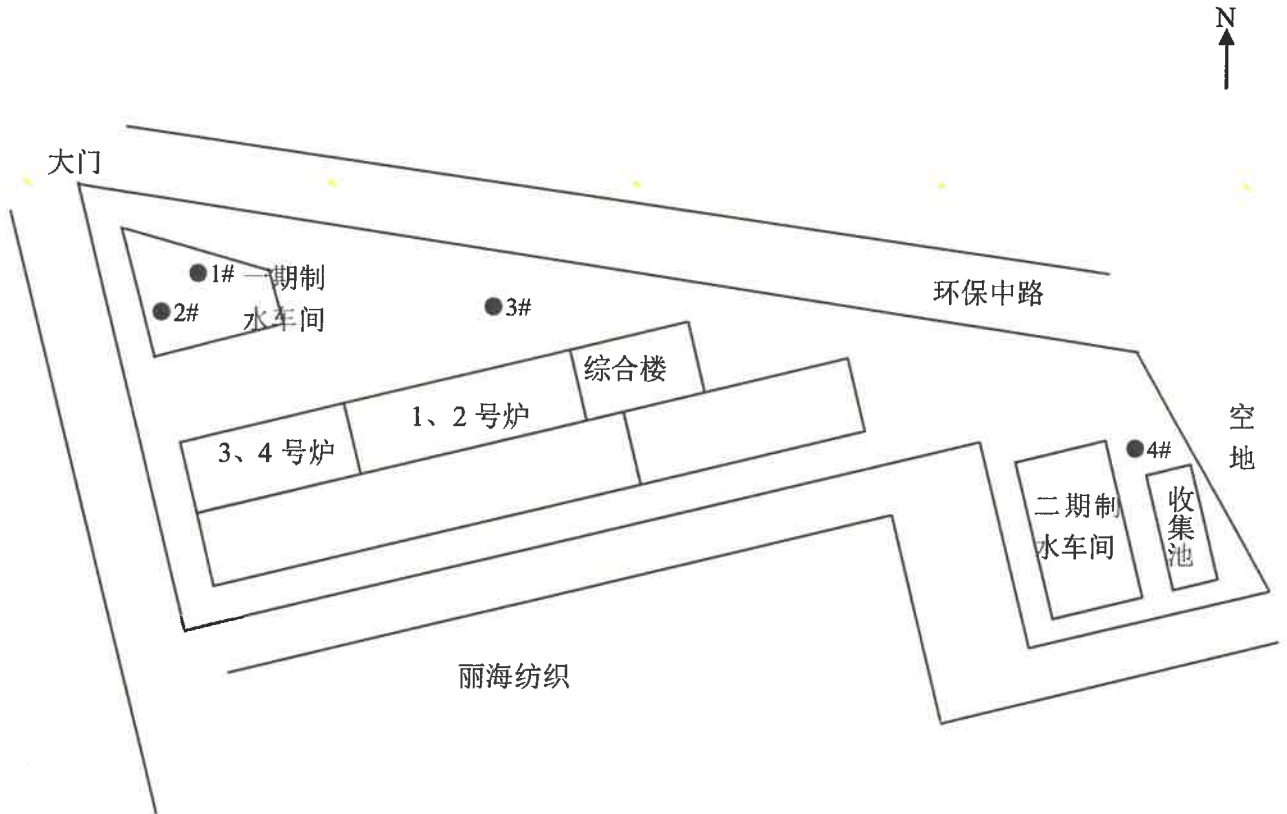 N
大门
1#
一期制
水车间
2#
3#
环保中路
综合楼
1、2 号炉
3、4 号炉
空
地
4#
二期制
水车间
收
集
池
丽海纺织